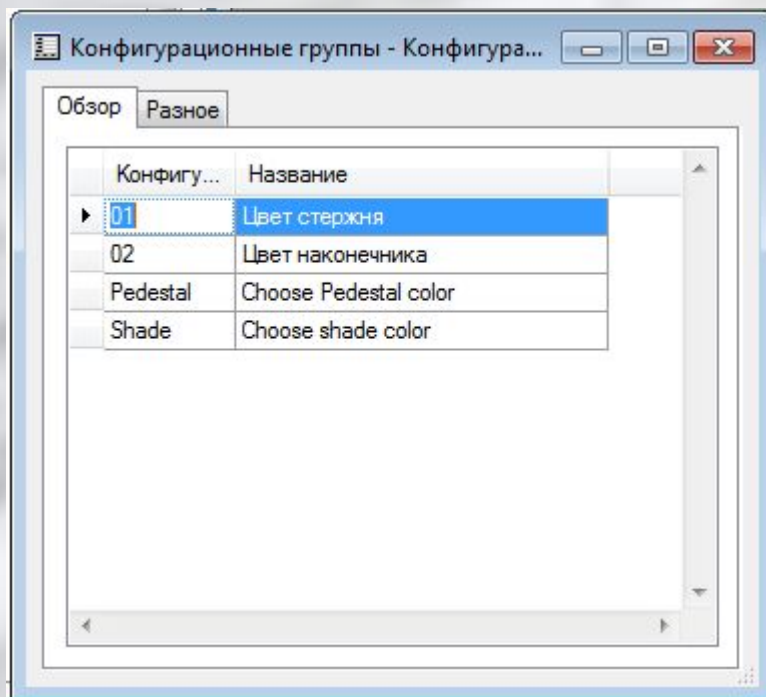 Конфигурационные группы - Конфигура...
Обзор Разное
Конфигу... Название
01 Цвет стержня
02 Цвет наконечника
Pedestal Choose Pedestal color
Shade Choose shade color